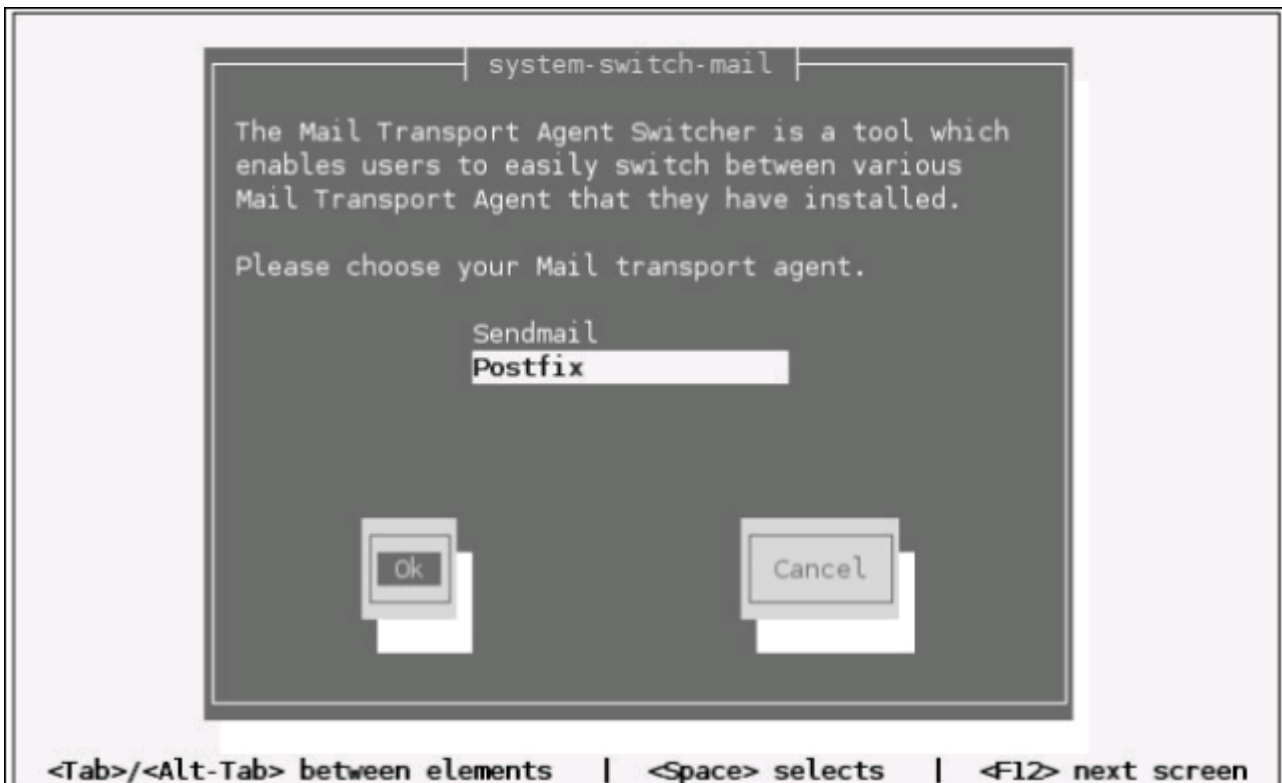 system-switch-mail
The Mail Transport Agent Switcher is a tool which
enables users to easily switch between various
Mail Transport Agent that they have installed.
Please choose your Mail transport agent.
Sendmail
Postfix
Ok
Cancel
<Tab>/<Alt-Tab> between elements | <Space> selects | <F12> next screen